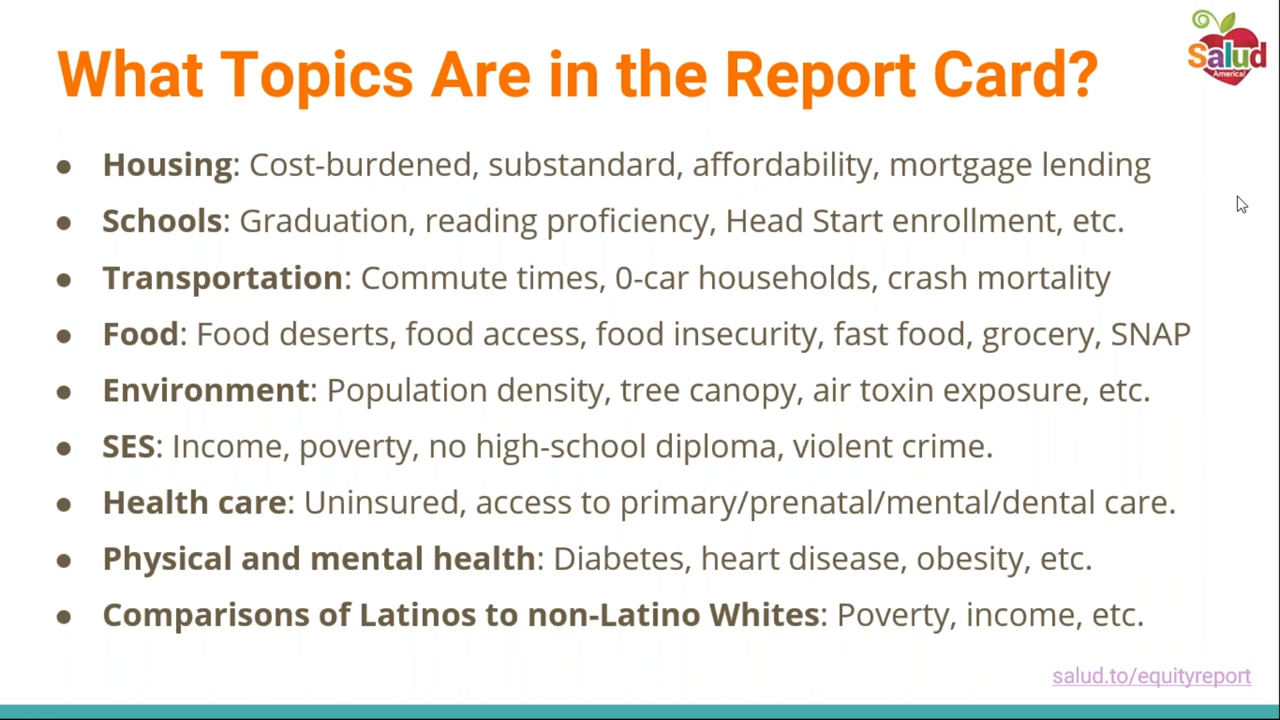 What Topics Are in the Report Card?
Salud
America!
● Housing: Cost-burdened, substandard, affordability, mortgage lending
● Schools: Graduation, reading proficiency, Head Start enrollment, etc.
● Transportation: Commute times, 0-car households, crash mortality
● Food: Food deserts, food access, food insecurity, fast food, grocery, SNAP
● Environment: Population density, tree canopy, air toxin exposure, etc.
● SES: Income, poverty, no high-school diploma, violent crime.
● Health care: Uninsured, access to primary/prenatal/mental/dental care.
● Physical and mental health: Diabetes, heart disease, obesity, etc.
● Comparisons of Latinos to non-Latino Whites: Poverty, income, etc.
salud.to/equityreport